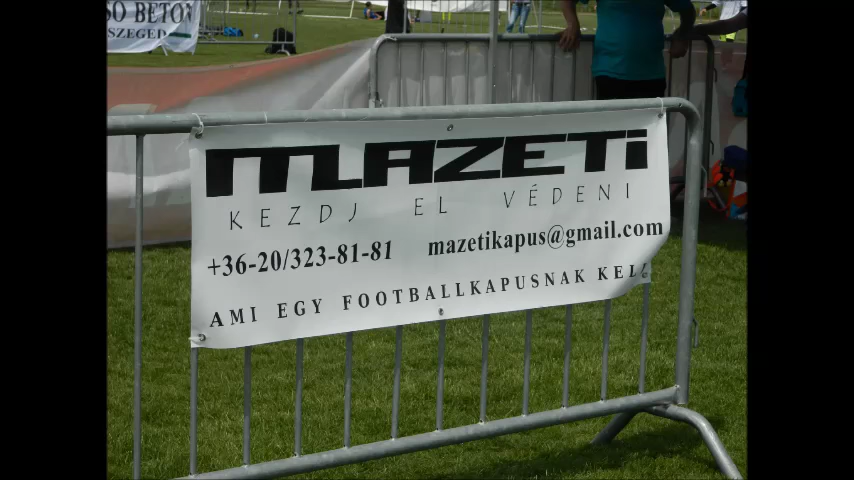 SO BETON
SZEGED
MAZETi
KEZDJ EL VÉDENI
+36-20/323-81-81 mazetikapus@gmail.com
AMI EGY FOOTBALLKAPUSNAK KELL